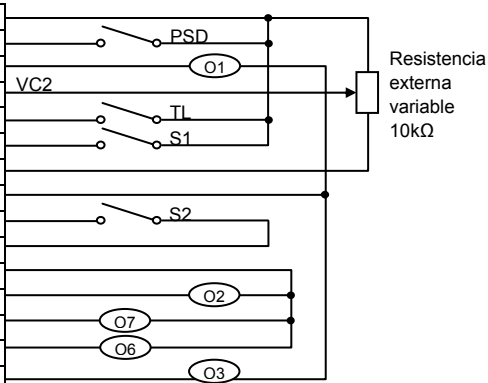 PSD
O1
VC2
TL
S1
S2
O2
O7
O6
O3
Resistencia
externa
variable
10kΩ